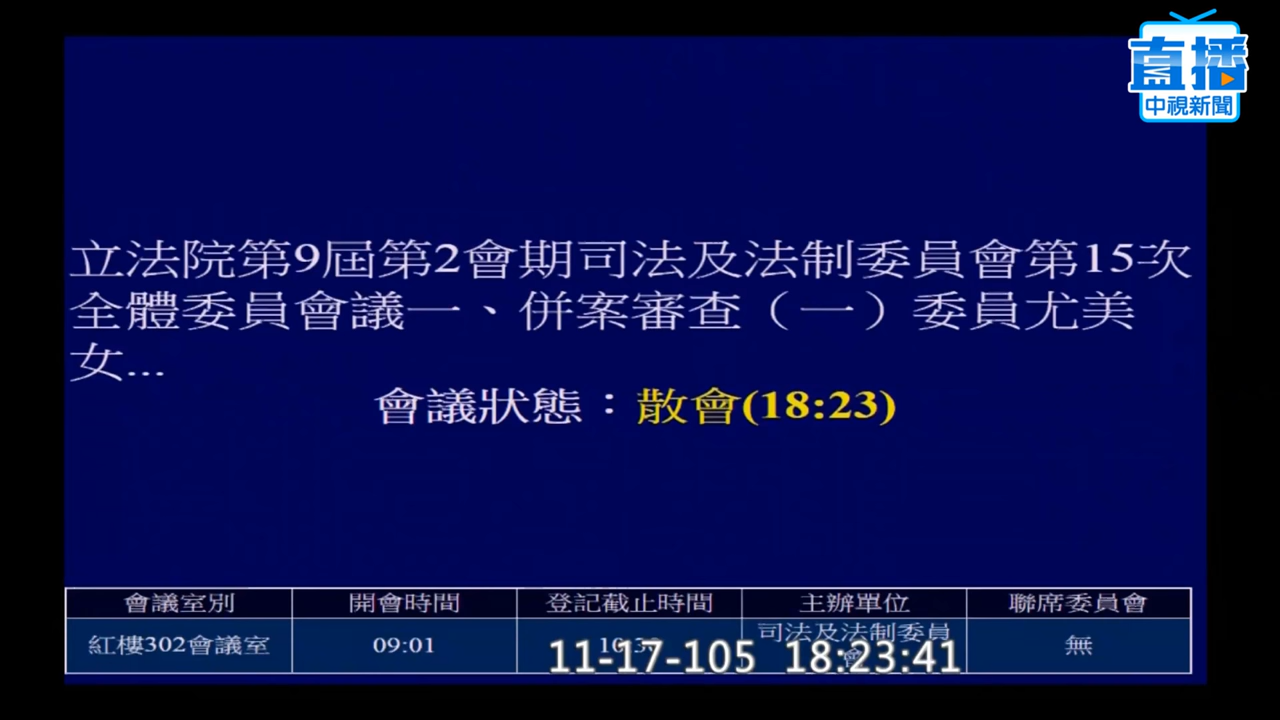 直播
中視新聞
立法院第9屆第2會期司法及法制委員會第15次
全體委員會議一、併案審查（一）委員尤美
女...
會議狀態：散會(18:23)
會議室別 開會時間 登記截止時間 主辦單位 聯席委員會
紅樓302會議室 09:01 10:30 司法及法制委員會 無
11-17-105 18:23:41